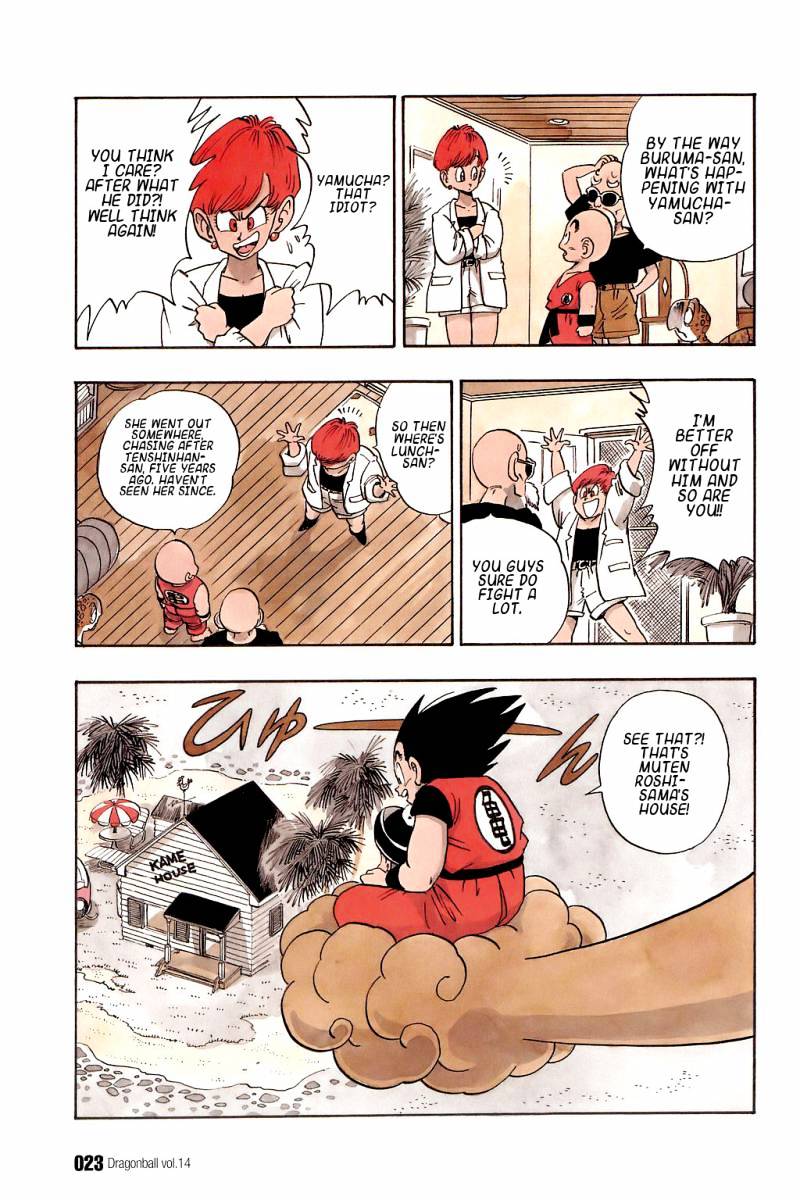 BY THE WAY
BURUMA-SAN,
WHAT'S HAP-
PENING WITH
YAMUCHA-
SAN?
YAMUCHA?
THAT
IDIOT?
YOU THINK
I CARE?
AFTER WHAT
HE DID?!
WELL THINK
AGAIN!
I'M
BETTER
OFF
WITHOUT
HIM AND
SO ARE
YOU!!
YOU GUYS
SURE DO
FIGHT A
LOT.
SO THEN
WHERE'S
LUNCH-
SAN?
SHE WENT OUT
SOMEWHERE,
CHASING AFTER
TENSHINHAN-
SAN, FIVE YEARS
AGO. HAVEN'T
SEEN HER SINCE.
SEE THAT?!
THAT'S
MUTEN
ROSHI-
SAMA'S
HOUSE!
ひゅーん
KAME
HOUSE
023 Dragonball vol.14